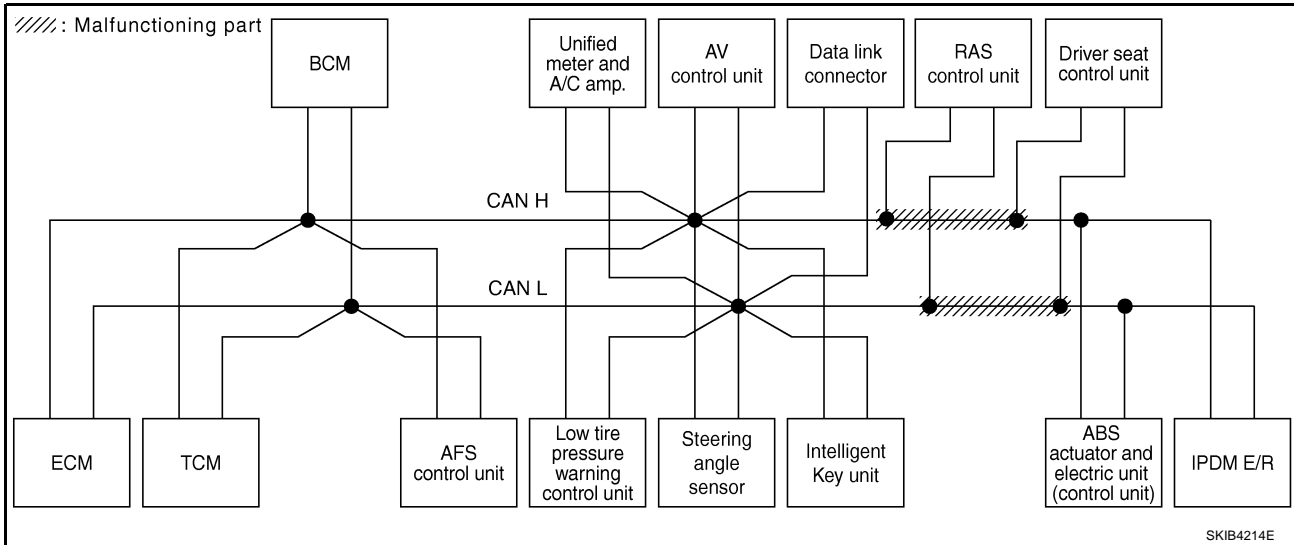 : Malfunctioning part
BCM
Unified
meter and
A/C amp.
AV
control unit
Data link
connector
RAS
control unit
Driver seat
control unit
CAN H
CAN L
ECM
TCM
AFS
control unit
Low tire
pressure
warning
control unit
Steering
angle
sensor
Intelligent
Key unit
ABS
actuator and
electric unit
(control unit)
IPDM E/R
SKIB4214E